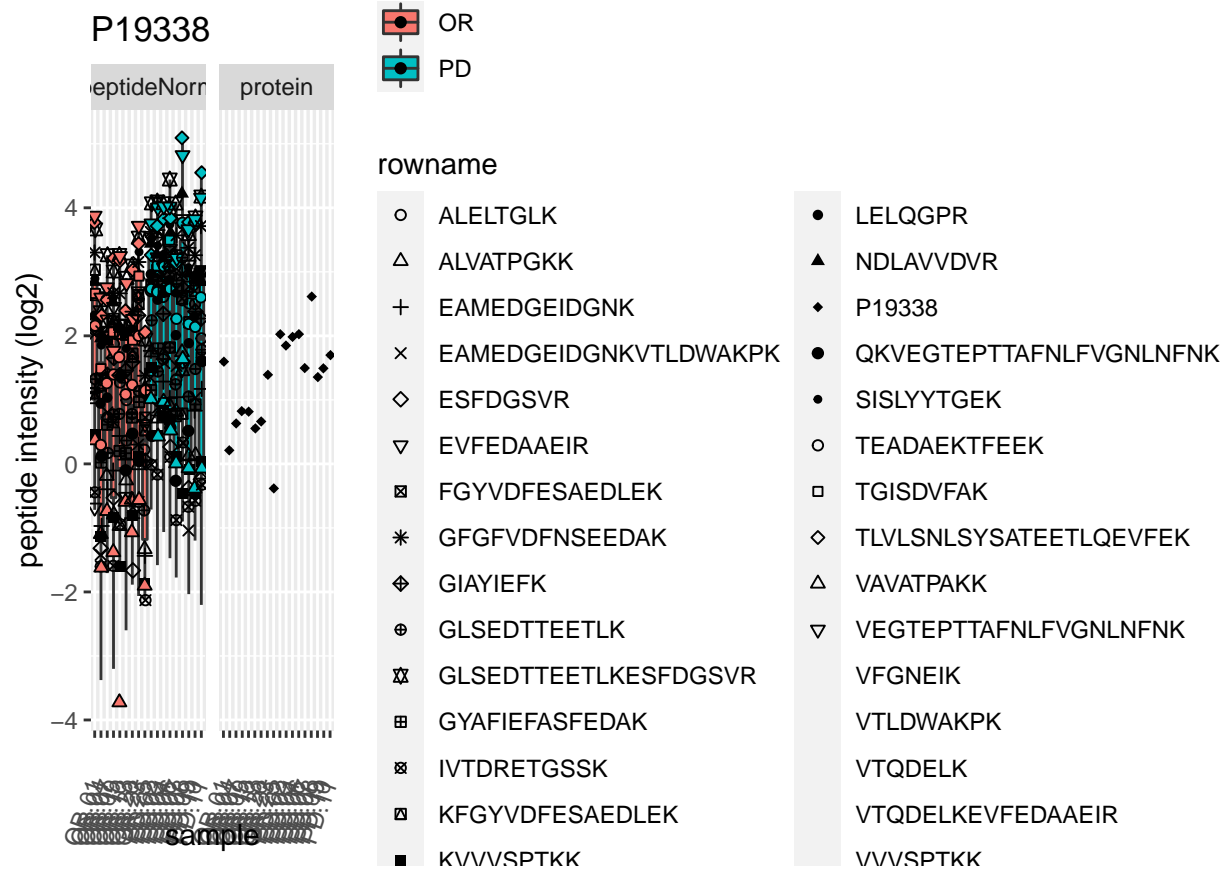 P19338
OR
PD
eptideNorm
protein
rowname
peptide intensity (log2)
4
2
0
−2
−4
sample
ALELTGLK
ALVATPGKK
EAMEDGEIDGNK
EAMEDGEIDGNKVTLDWAKPK
ESFDGSVR
EVFEDAAEIR
FGYVDFESAEDLEK
GFGFVDFNSEEDAK
GIAYIEFK
GLSEDTTEETLK
GLSEDTTEETLKESFDGSVR
GYAFIEFASFEDAK
IVTDRETGSSK
KFGYVDFESAEDLEK
KVVVSPTKK
LELQGPR
NDLAVVDVR
P19338
QKVEGTEPTTAFNLFVGNLNFNK
SISLYYTGEK
TEADAEKTFEEK
TGISDVFAK
TLVLSNLSYSATEETLQEVFEK
VAVATPAKK
VEGTEPTTAFNLFVGNLNFNK
VFGNEIK
VTLDWAKPK
VTQDELK
VTQDELKEVFEDAAEIR
VVVSPTKK